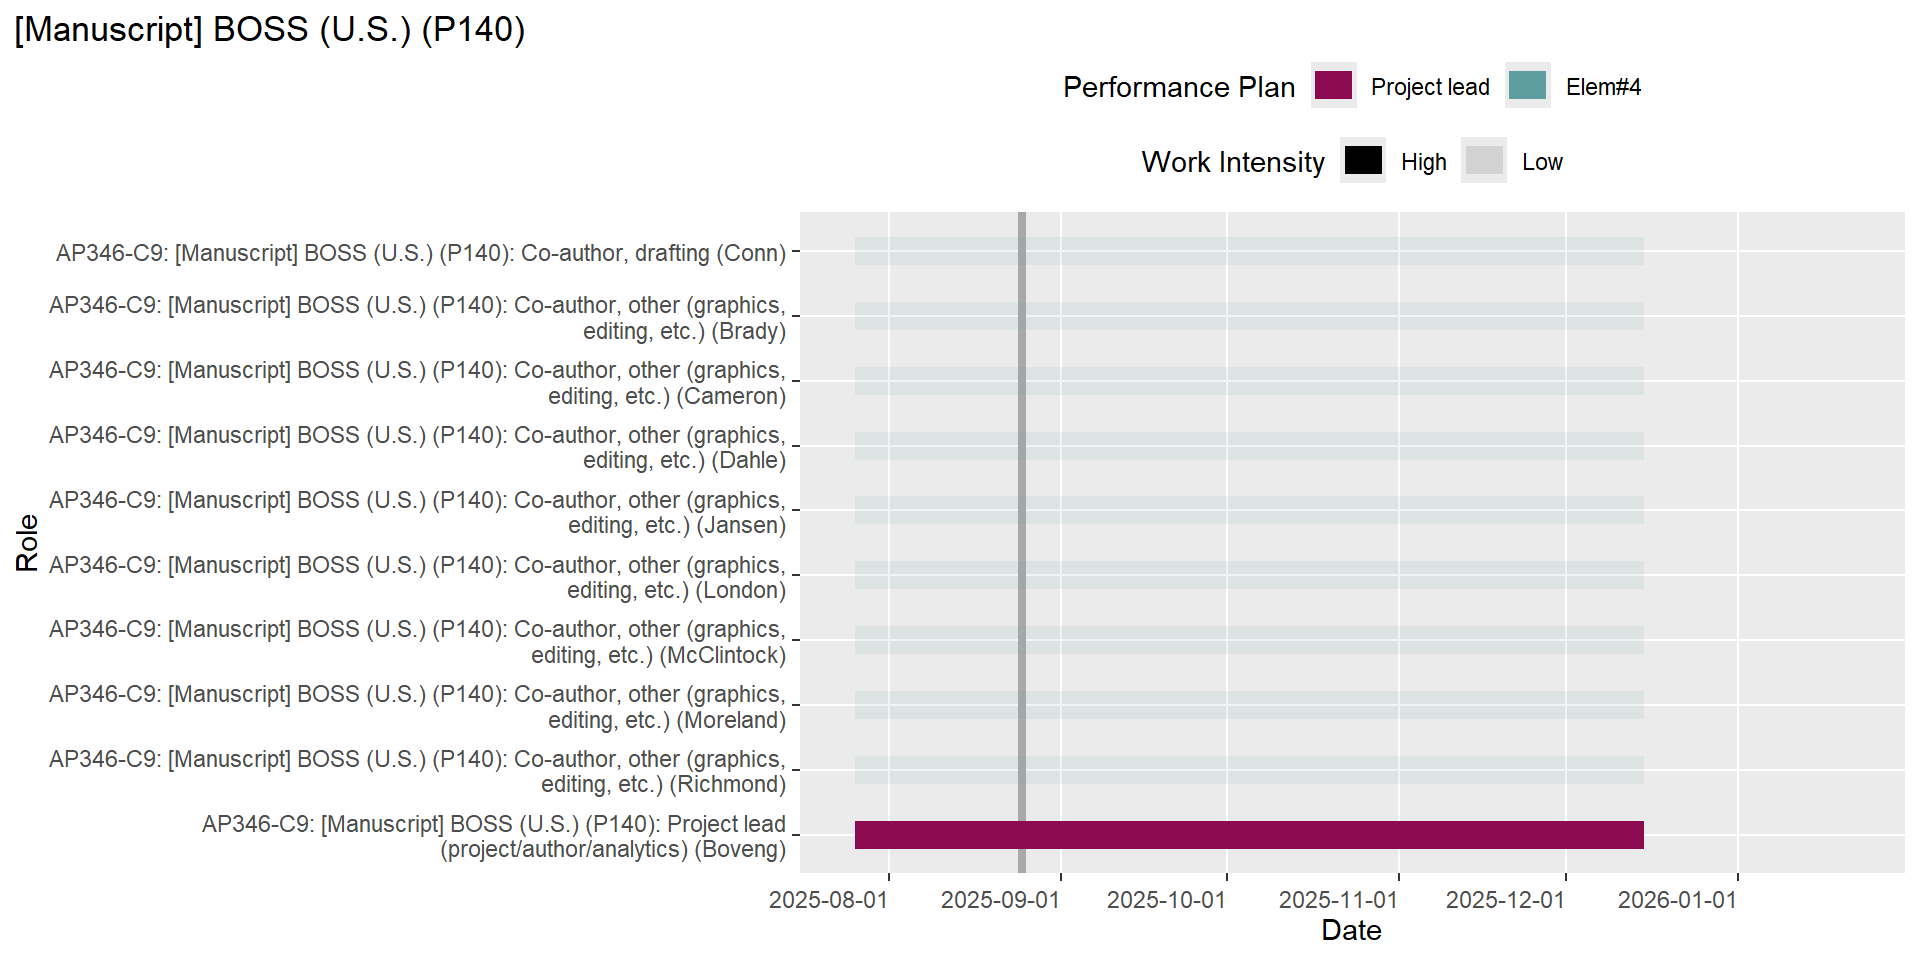 [Manuscript] BOSS (U.S.) (P140)
Performance Plan Project lead Elem#4
Work Intensity High Low
AP346-C9: [Manuscript] BOSS (U.S.) (P140): Co-author, drafting (Conn)
AP346-C9: [Manuscript] BOSS (U.S.) (P140): Co-author, other (graphics,
editing, etc.) (Brady)
AP346-C9: [Manuscript] BOSS (U.S.) (P140): Co-author, other (graphics,
editing, etc.) (Cameron)
AP346-C9: [Manuscript] BOSS (U.S.) (P140): Co-author, other (graphics,
editing, etc.) (Dahle)
AP346-C9: [Manuscript] BOSS (U.S.) (P140): Co-author, other (graphics,
editing, etc.) (Jansen)
AP346-C9: [Manuscript] BOSS (U.S.) (P140): Co-author, other (graphics,
editing, etc.) (London)
AP346-C9: [Manuscript] BOSS (U.S.) (P140): Co-author, other (graphics,
editing, etc.) (McClintock)
AP346-C9: [Manuscript] BOSS (U.S.) (P140): Co-author, other (graphics,
editing, etc.) (Moreland)
AP346-C9: [Manuscript] BOSS (U.S.) (P140): Co-author, other (graphics,
editing, etc.) (Richmond)
AP346-C9: [Manuscript] BOSS (U.S.) (P140): Project lead
(project/author/analytics) (Boveng)
Role
2025-08-01 2025-09-01 2025-10-01 2025-11-01 2025-12-01 2026-01-01
Date